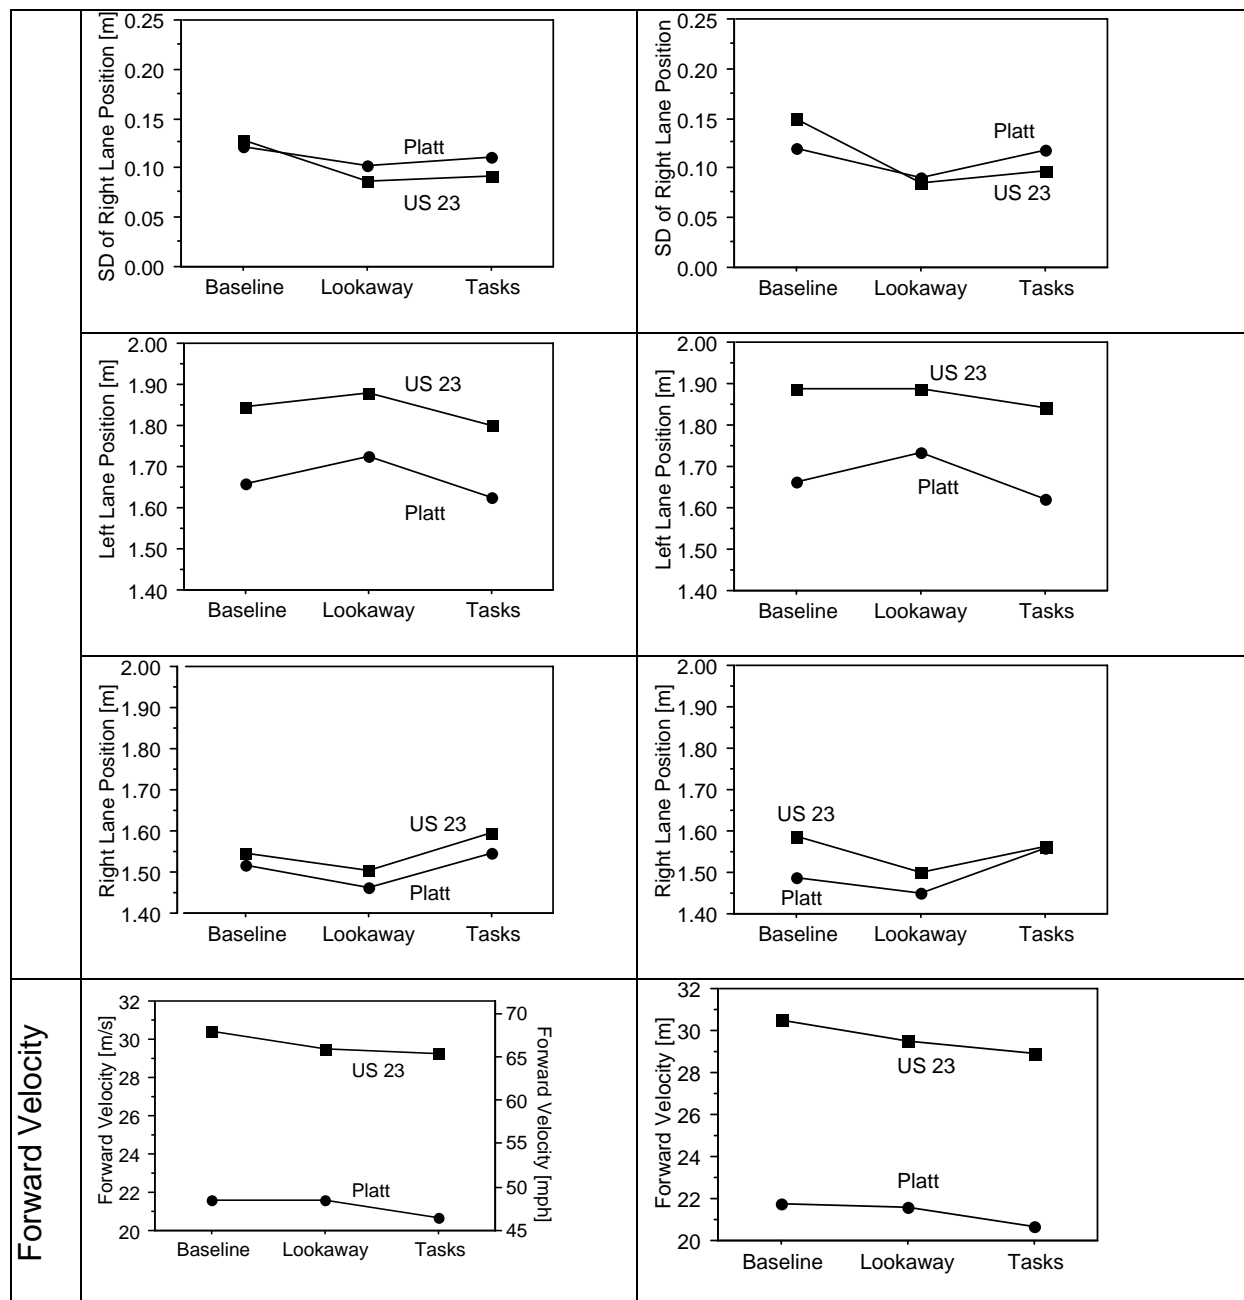 SD of Right Lane Position [m]
0.25
0.20
0.15
0.10
0.05
0.00
Platt
US 23
Baseline Lookaway Tasks
SD of Right Lane Position
0.25
0.20
0.15
0.10
0.05
0.00
Platt
US 23
Baseline Lookaway Tasks
Left Lane Position [m]
2.00
1.90
1.80
1.70
1.60
1.50
1.40
US 23
Platt
Baseline Lookaway Tasks
Left Lane Position [m]
2.00
1.90
1.80
1.70
1.60
1.50
1.40
US 23
Platt
Baseline Lookaway Tasks
Right Lane Position [m]
2.00
1.90
1.80
1.70
1.60
1.50
1.40
US 23
Platt
Baseline Lookaway Tasks
Right Lane Position [m]
2.00
1.90
1.80
1.70
1.60
1.50
1.40
US 23
Platt
Baseline Lookaway Tasks
Forward Velocity
Forward Velocity [m/s]
32
30
28
26
24
22
20
US 23
Platt
70
65
60
55
50
45
Forward Velocity [mph]
Baseline Lookaway Tasks
Forward Velocity [m]
32
30
28
26
24
22
20
US 23
Platt
Baseline Lookaway Tasks